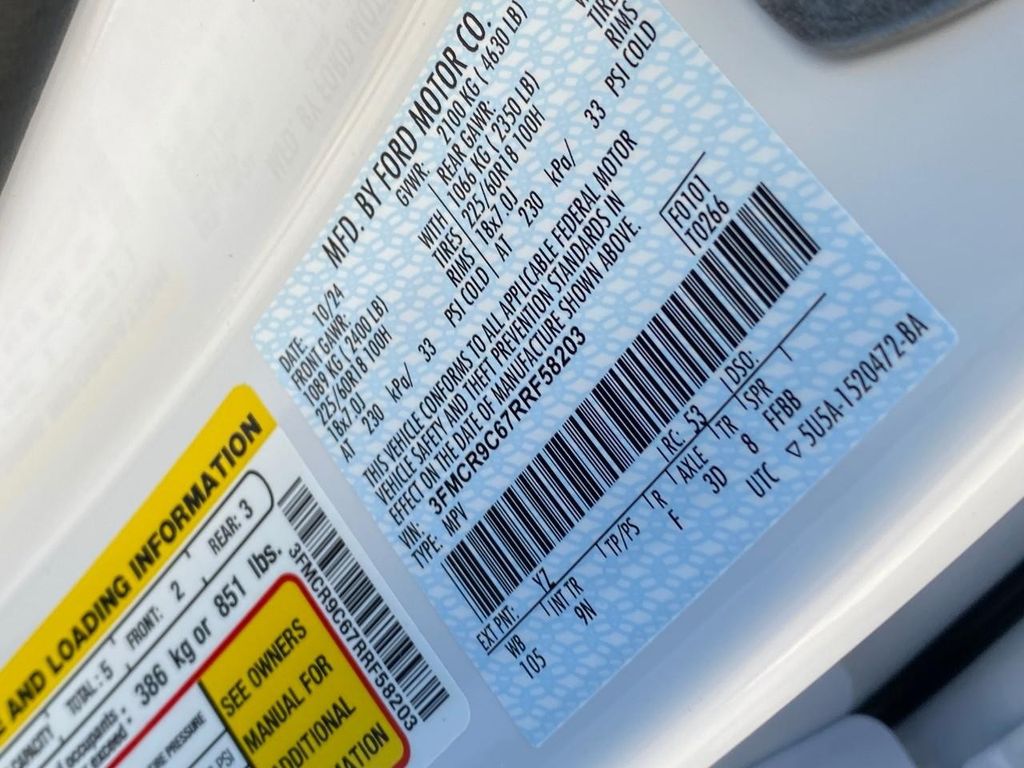 MFD. BY FORD MOTOR CO.
DATE: 10/24 GVWR: 2100 KG ( 4630 LB)
FRONT GAWR: REAR GAWR:
1089 KG ( 2400 LB) WITH 1066 KG ( 2350 LB) TIRE
225/60R18 100H TIRES 225/60R18 100H RIMS
18x7.0J RIMS 18x7.0J
AT 230 kPa/ 33 PSI COLD AT 230 kPa/ 33 PSI COLD
THIS VEHICLE CONFORMS TO ALL APPLICABLE FEDERAL MOTOR
VEHICLE SAFETY AND THEFT PREVENTION STANDARDS IN
EFFECT ON THE DATE OF MANUFACTURE SHOWN ABOVE.
VIN: 3FMCR9C67RRF58203 F0101
TYPE: MPV T0266
EXT PNT: YZ RC: 53 DSO:
WB INT TR TP/PS R AXLE TR SPR
105 9N F 3D 8 FFBB
UTC ▽5U5A-1520472-BA
E AND LOADING INFORMATION
CAPACITY TOTAL: 5 FRONT: 2 REAR: 3
occupants
exceed: 386 kg or 851 lbs.
3FMCR9C67RRF58203
PRESSURE
PSI
SEE OWNERS
MANUAL FOR
ADDITIONAL